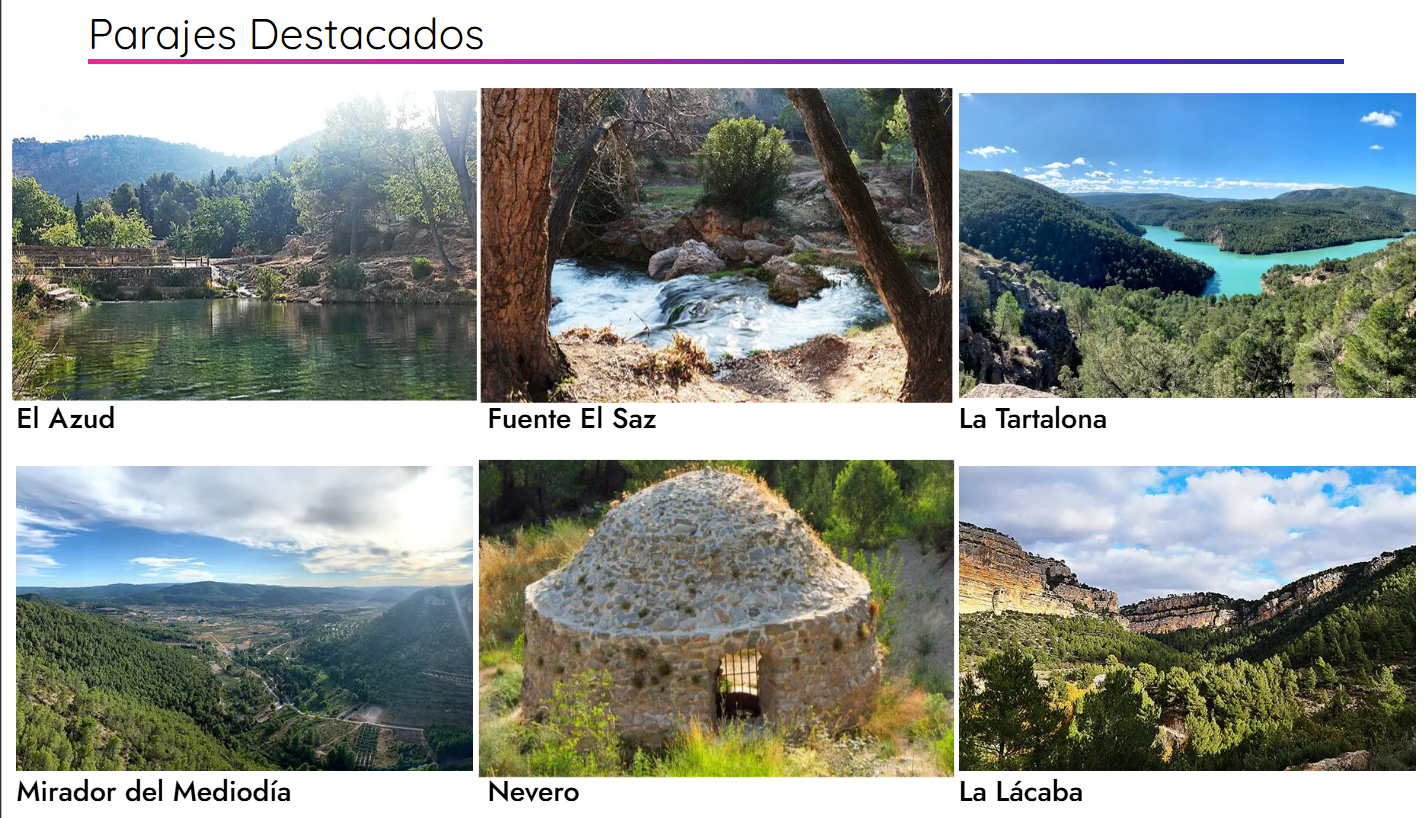 Parajes Destacados
El Azud
Fuente El Saz
La Tartalona
Mirador del Mediodía
Nevero
La Lácaba